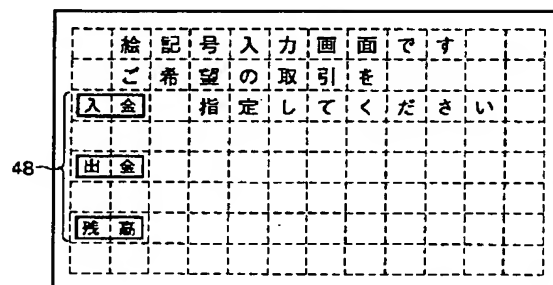 絵記号入力画面です
ご希望の取引を
入金 指定してください
出金
残高
48